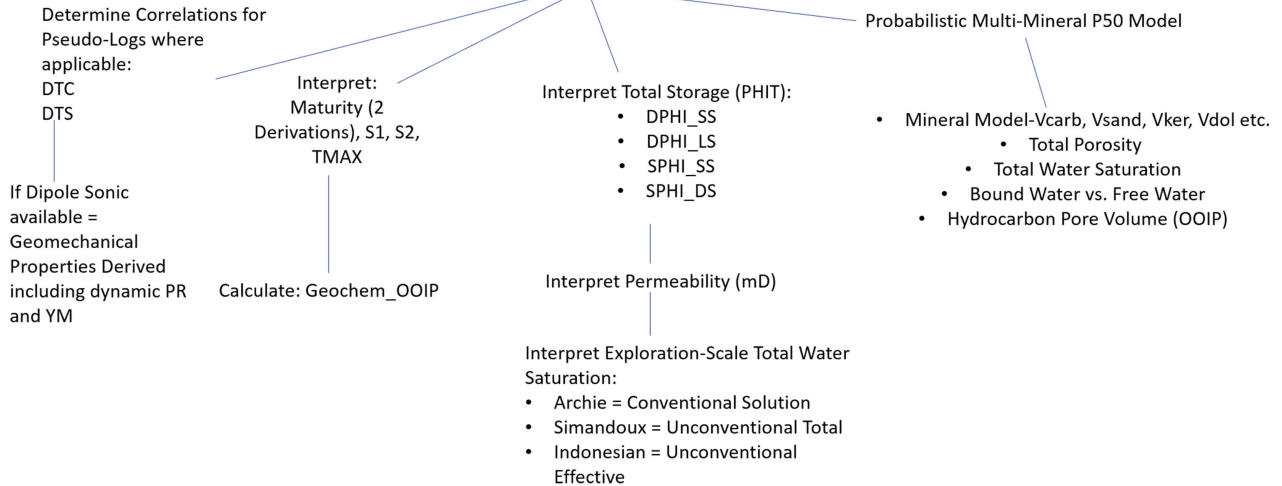 Determine Correlations for
Pseudo-Logs where
applicable:
DTC
DTS
If Dipole Sonic
available =
Geomechanical
Properties Derived
including dynamic PR
and YM
Interpret:
Maturity (2
Derivations), S1, S2,
TMAX
Calculate: Geochem_OOIP
Interpret Total Storage (PHIT):
• DPHI_SS
• DPHI_LS
• SPHI_SS
• SPHI_DS
Interpret Permeability (mD)
Interpret Exploration-Scale Total Water
Saturation:
• Archie = Conventional Solution
• Simandoux = Unconventional Total
• Indonesian = Unconventional
Effective
Probabilistic Multi-Mineral P50 Model
• Mineral Model-Vcarb, Vsand, Vker, Vdol etc.
• Total Porosity
• Total Water Saturation
• Bound Water vs. Free Water
• Hydrocarbon Pore Volume (OOIP)